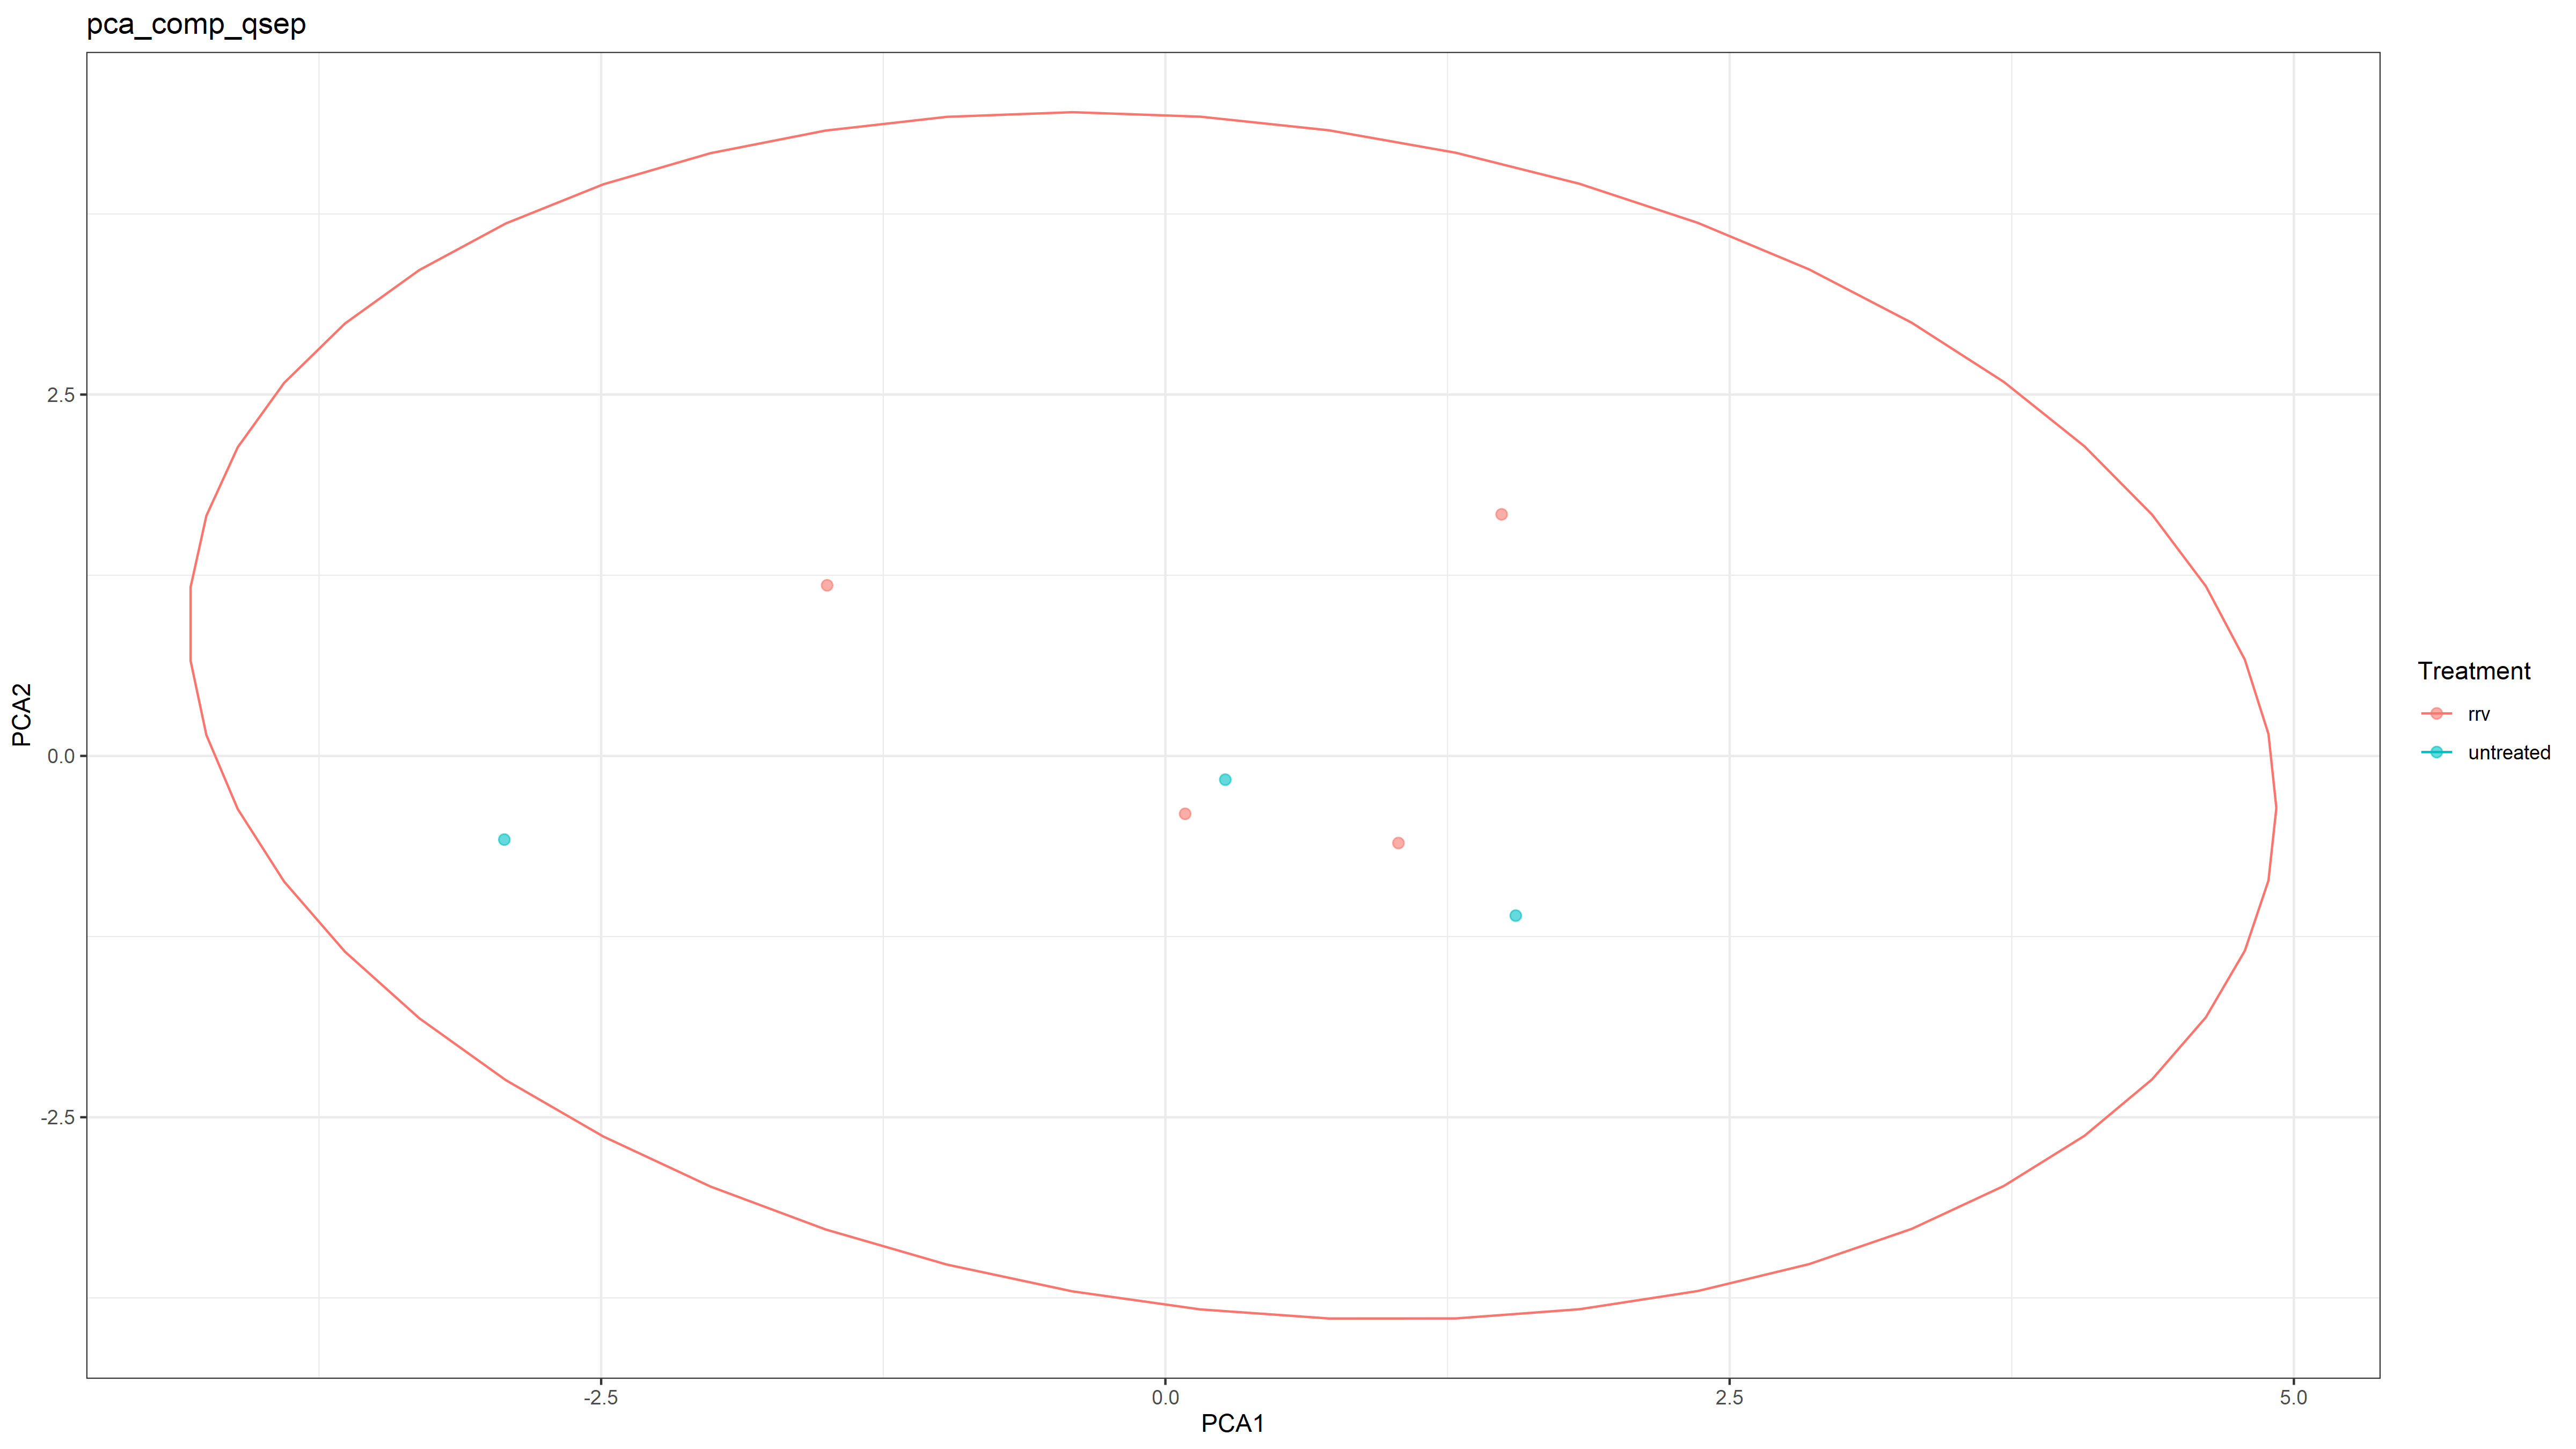 pca_comp_qsep
2.5
0.0
-2.5
PCA2
-2.5
0.0
2.5
5.0
PCA1
Treatment
rrv
untreated